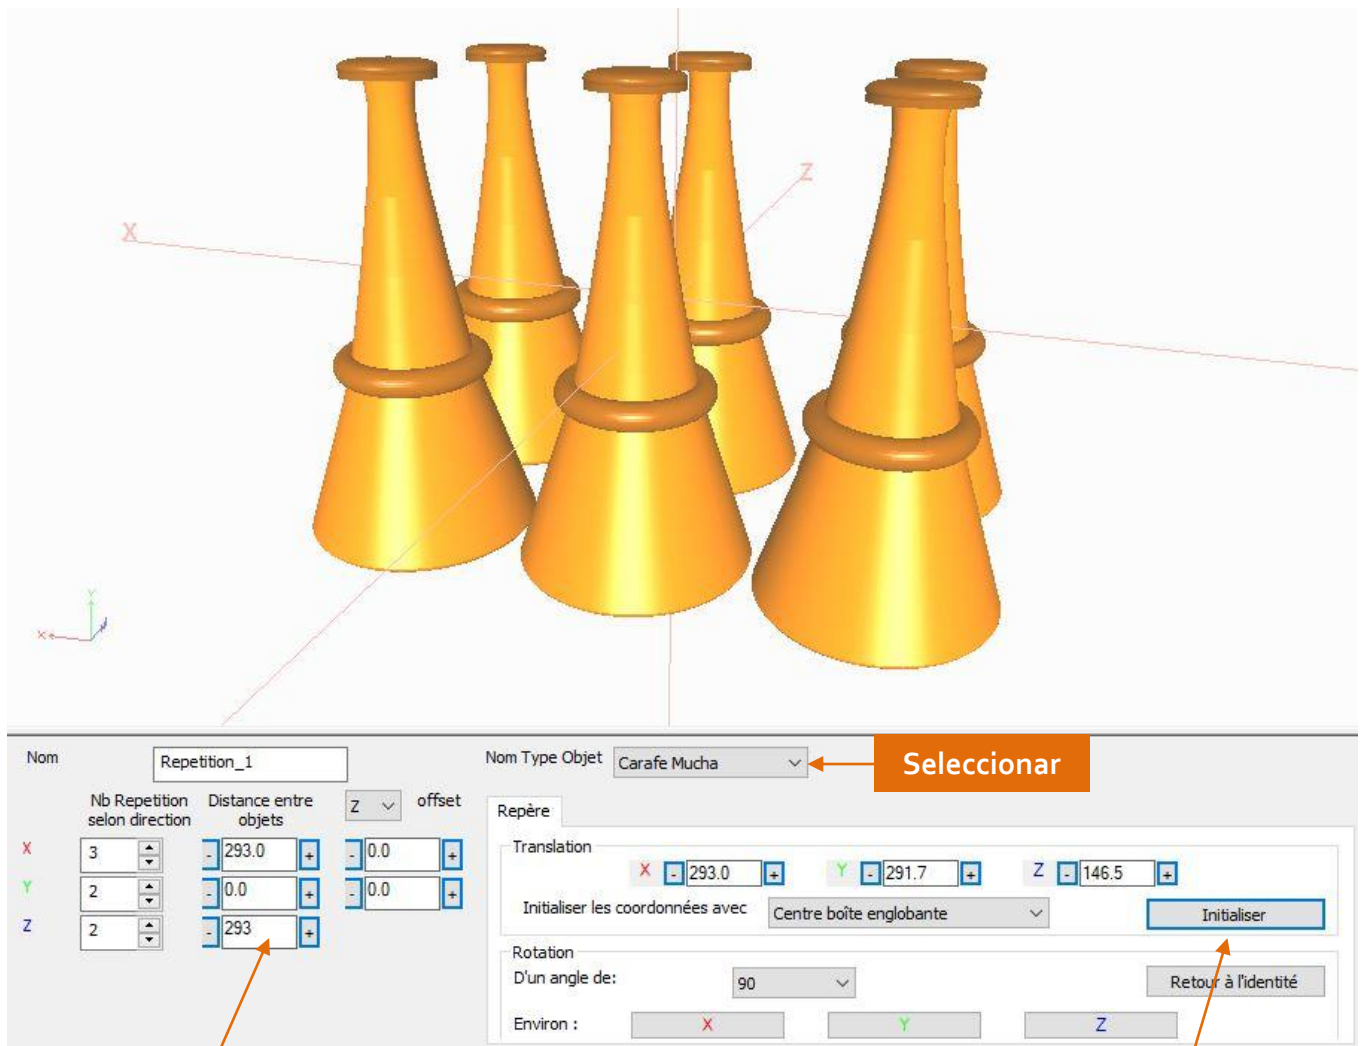 X
Z
Y
X
Nom
Repetition_1
Nom Type Objet
Carafe Mucha
Seleccionar
Nb Repetition
selon direction
Distance entre
objets
Z
offset
X
3
- 293.0 +
- 0.0 +
Y
2
- 0.0 +
- 0.0 +
Z
2
- 293 +
Repère
Translation
X - 293.0 +
Y - 291.7 +
Z - 146.5 +
Initialiser les coordonnées avec
Centre boîte englobante
Initialiser
Rotation
D'un angle de:
90
Retour à l'identité
Environ :
X
Y
Z